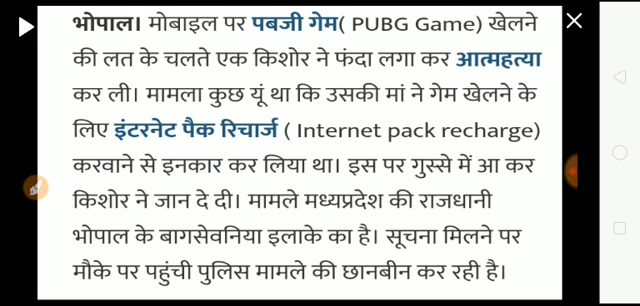 भोपाल। मोबाइल पर पबजी गेम( PUBG Game) खेलने
की लत के चलते एक किशोर ने फंदा लगा कर आत्महत्या
कर ली। मामला कुछ यूं था कि उसकी मां ने गेम खेलने के
लिए इंटरनेट पैक रिचार्ज ( Internet pack recharge)
करवाने से इनकार कर लिया था। इस पर गुस्से में आ कर
किशोर ने जान दे दी। मामले मध्यप्रदेश की राजधानी
भोपाल के बागसेवनिया इलाके का है। सूचना मिलने पर
मौके पर पहुंची पुलिस मामले की छानबीन कर रही है।